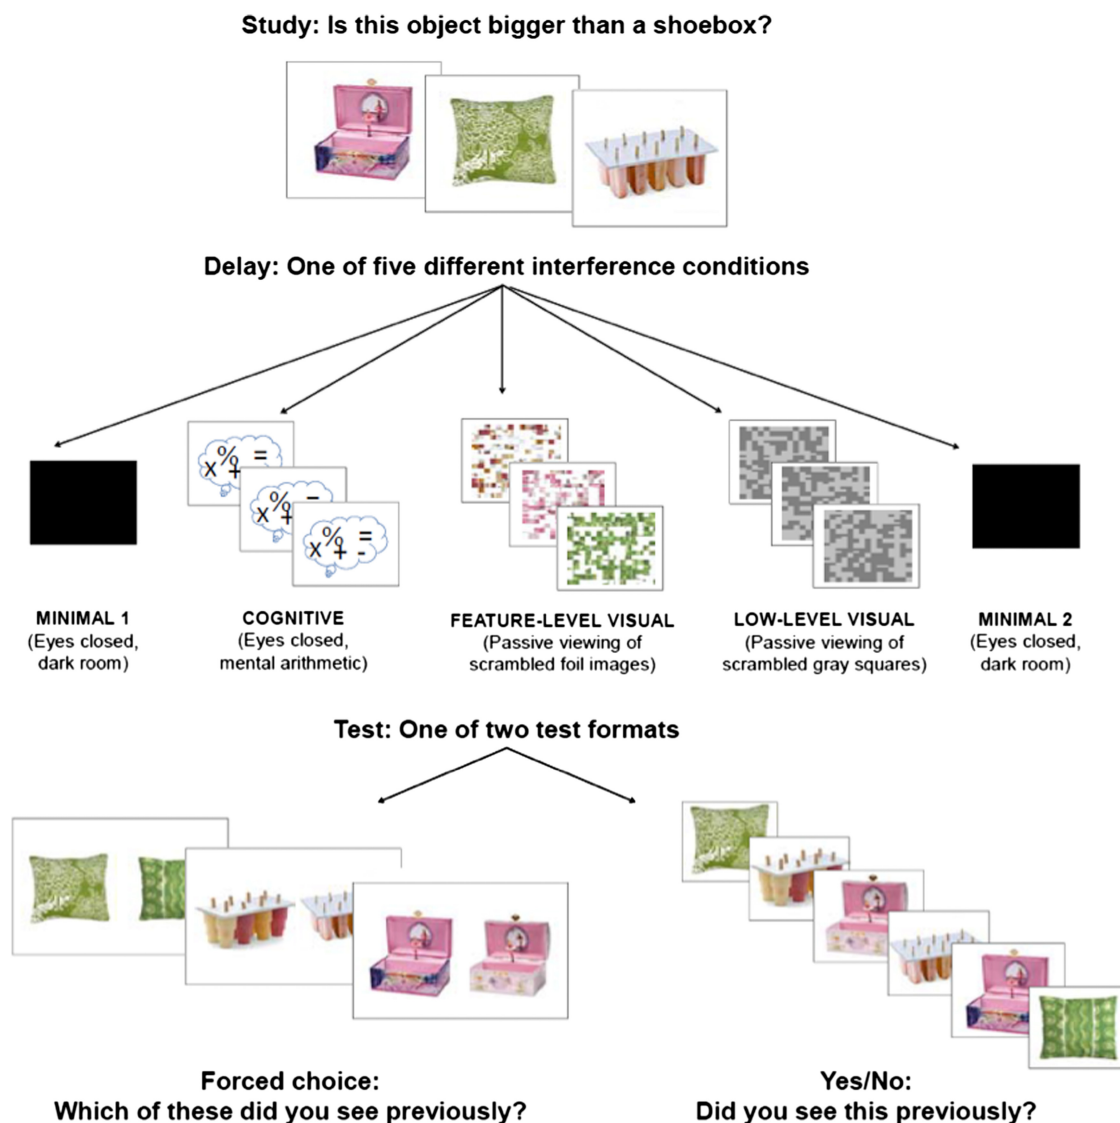 Study: Is this object bigger than a shoebox?
Delay: One of five different interference conditions
x % + =
x % + =
x % + = -
MINIMAL 1
(Eyes closed,
dark room)
COGNITIVE
(Eyes closed,
mental arithmetic)
FEATURE-LEVEL VISUAL
(Passive viewing of
scrambled foil images)
LOW-LEVEL VISUAL
(Passive viewing of
scrambled gray squares)
MINIMAL 2
(Eyes closed,
dark room)
Test: One of two test formats
Forced choice:
Which of these did you see previously?
Yes/No:
Did you see this previously?